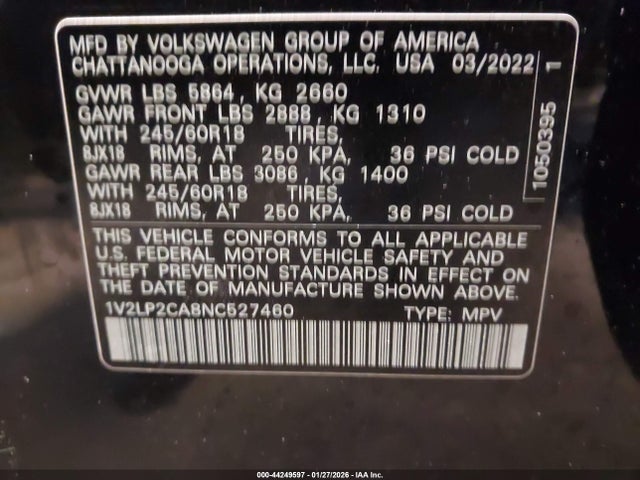 MFD BY VOLKSWAGEN GROUP OF AMERICA
CHATTANOOGA OPERATIONS, LLC. USA 03/2022
GVWR LBS 5864, KG 2660
GAWR FRONT LBS 2888, KG 1310
WITH 245/60R18 TIRES,
8JX18 RIMS, AT 250 KPA, 36 PSI COLD
GAWR REAR LBS 3086, KG 1400
WITH 245/60R18 TIRES,
8JX18 RIMS, AT 250 KPA, 36 PSI COLD
THIS VEHICLE CONFORMS TO ALL APPLICABLE
U.S. FEDERAL MOTOR VEHICLE SAFETY AND
THEFT PREVENTION STANDARDS IN EFFECT ON
THE DATE OF MANUFACTURE SHOWN ABOVE.
1V2LP2CA8NC527460 TYPE: MPV
1050395 1
000-44249597 - 01/27/2026 - IAA Inc.